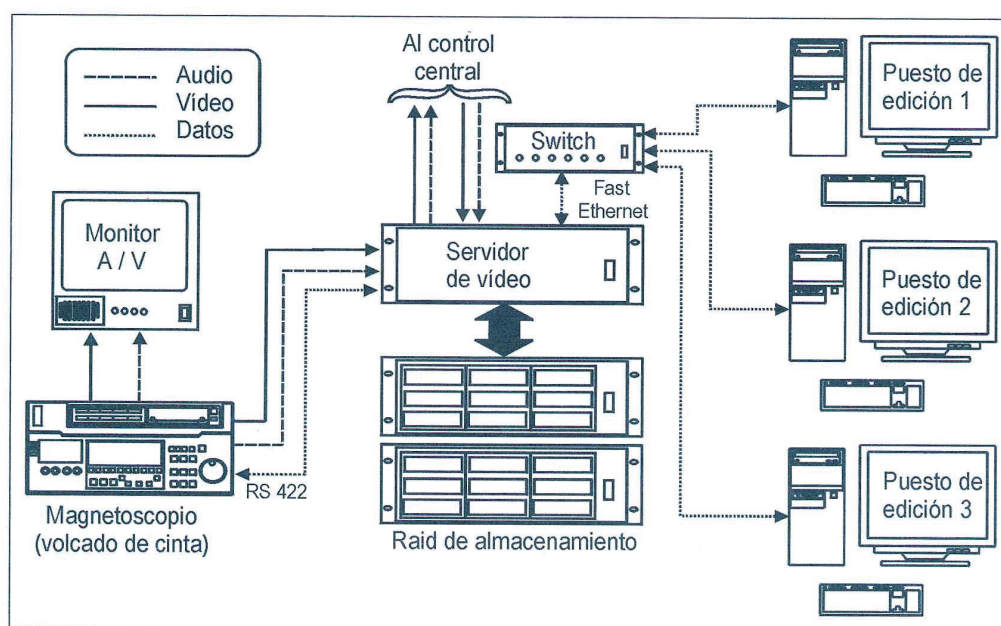 Audio
Vídeo
Datos
Al control
central
Switch
Fast
Ethernet
Puesto de
edición 1
Monitor
A / V
Servidor
de vídeo
Puesto de
edición 2
RS 422
Magnetoscopio
(volcado de cinta)
Raid de almacenamiento
Puesto de
edición 3